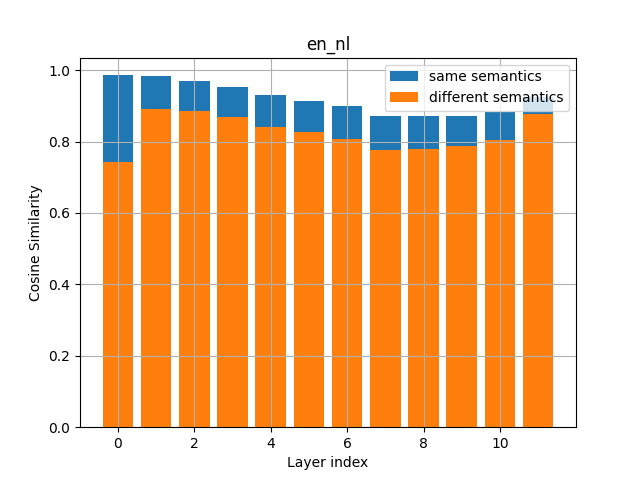 en_nl
same semantics
different semantics
Cosine Similarity
1.0
0.8
0.6
0.4
0.2
0.0
0 2 4 6 8 10
Layer index